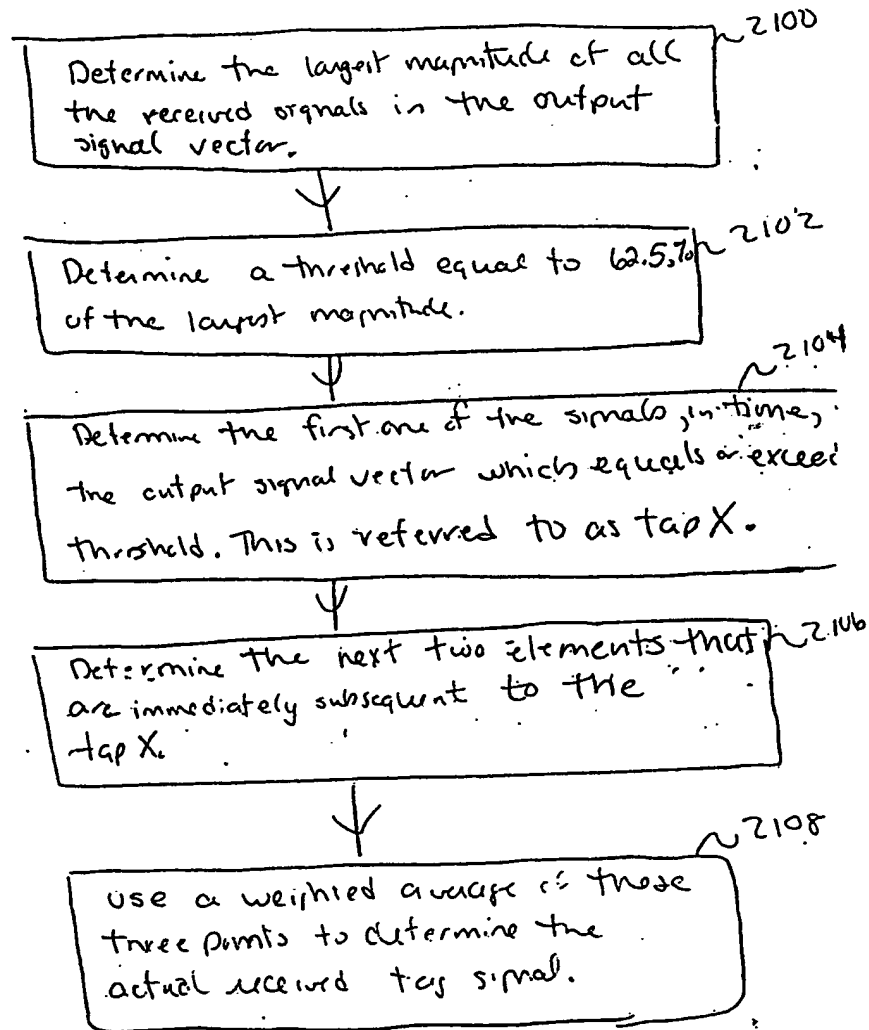 2100
Determine the largest magnitude of all
the received signals in the output
signal vector.
2102
Determine a threshold equal to 62.5%
of the largest magnitude.
2104
Determine the first one of the signals, in time,
the output signal vector which equals or exceed
threshold. This is referred to as tap X.
2106
Determine the next two elements that
are immediately subsequent to the
tap X.
2108
use a weighted average of those
three points to determine the
actual received tag signal.